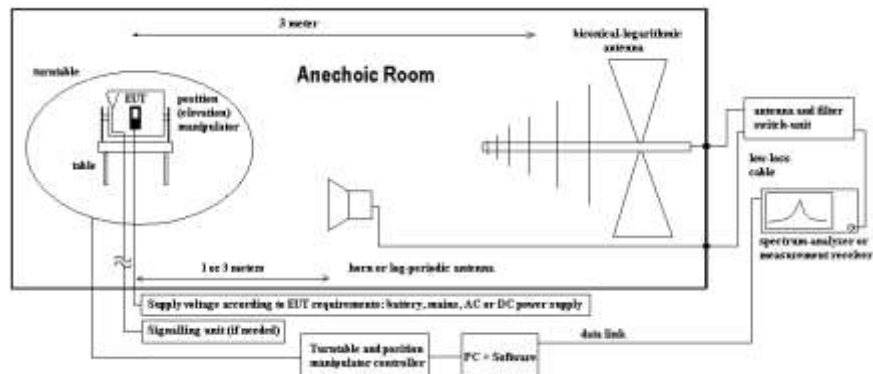 3 meter
biconical-logarithmic
antenna
turntable
Anechoic Room
EUT
position
(elevation)
manipulator
antenna and filter
switch-unit
table
low-loss
cable
spectrum-analyzer or
measurement receiver
1 or 3 meters
horn or log-periodic antenna
Supply voltage according to EUT requirements: battery, mains, AC or DC power supply
Signalling unit (if needed)
data link
Turntable and position
manipulator controller
PC + Software